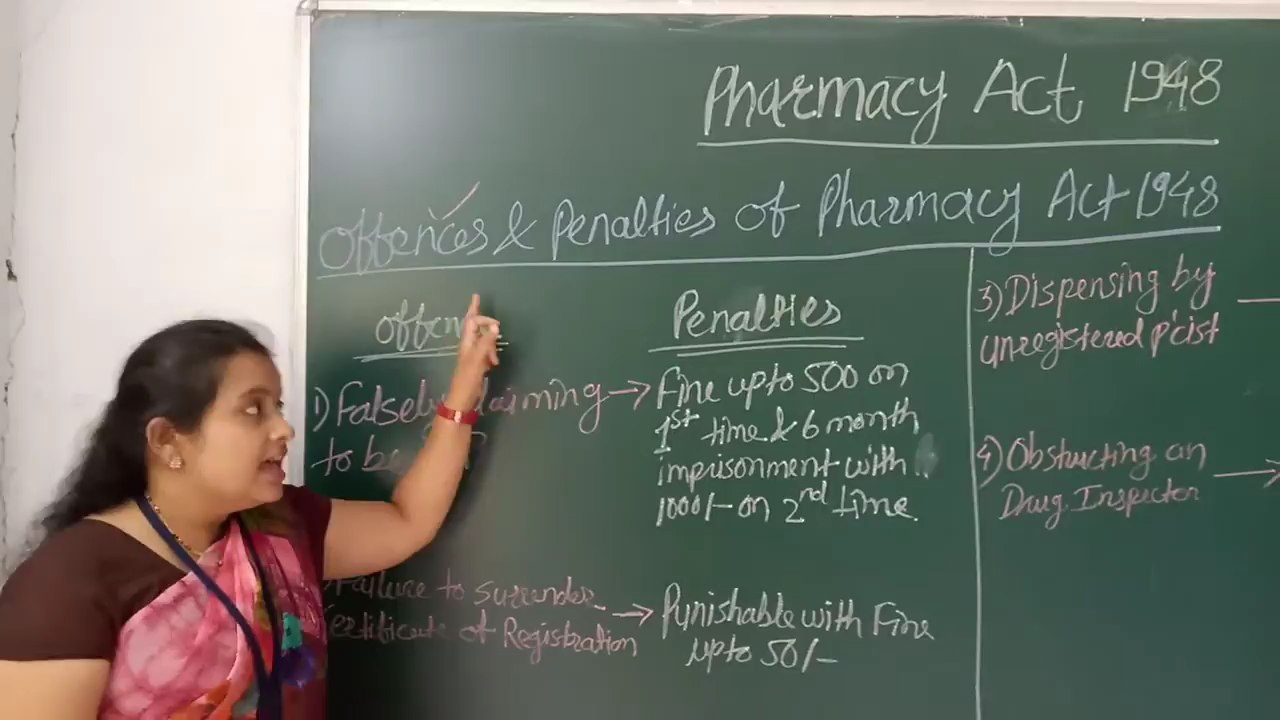 Pharmacy Act 1948
Offences & Penalties of Pharmacy Act 1948
Penalties
1) Falsely claiming → Fine upto 500 on
to be
1st time & 6 month
imprisonment with
1000/- on 2nd time.
Failure to surrender
Certificate of Registration → Punishable with Fine
upto 50/-
3) Dispensing by
unregistered p'cist
4) Obstructing an
Drug Inspector